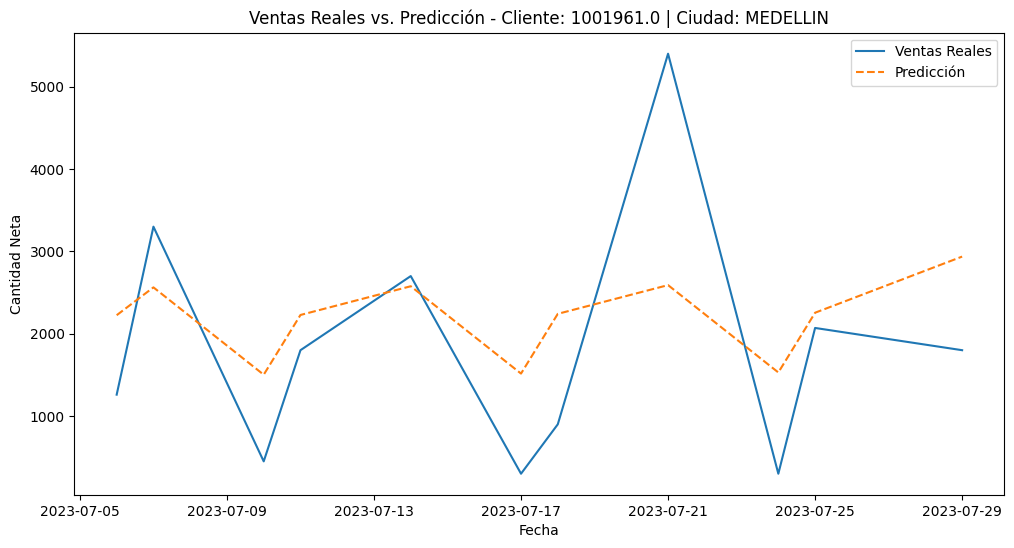 Ventas Reales vs. Predicción - Cliente: 1001961.0 | Ciudad: MEDELLIN
Ventas Reales
Predicción
Cantidad Neta
5000
4000
3000
2000
1000
2023-07-05
2023-07-09
2023-07-13
2023-07-17
2023-07-21
2023-07-25
2023-07-29
Fecha